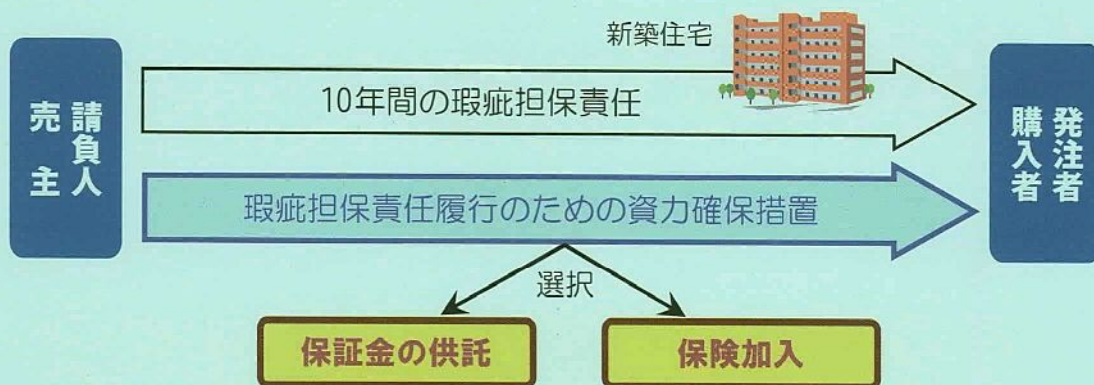 新築住宅
請負人
売主
10年間の瑕疵担保責任
発注者
購入者
瑕疵担保責任履行のための資力確保措置
選択
保証金の供託
保険加入